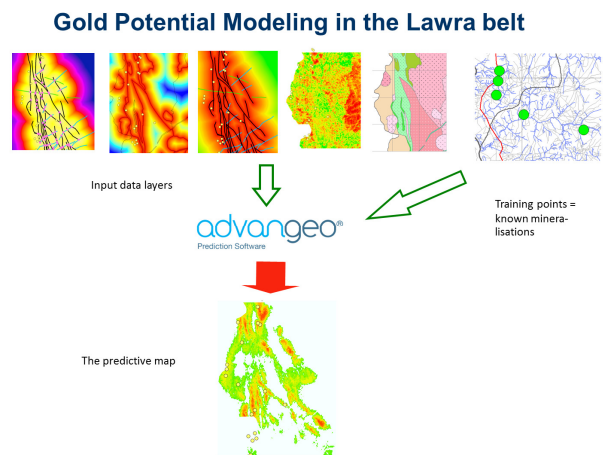 Gold Potential Modeling in the Lawra belt
Input data layers
Training points =
known minera-
lisations
advangeo®
Prediction Software
The predictive map